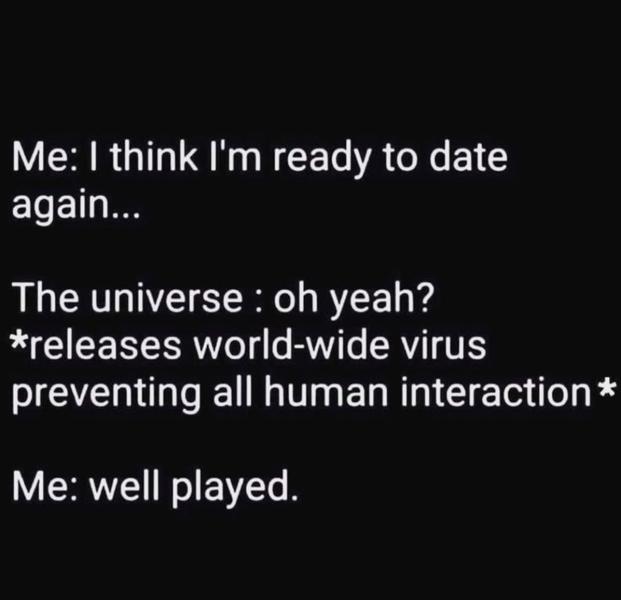 Me: I think I'm ready to date
again...
The universe : oh yeah?
*releases world-wide virus
preventing all human interaction*
Me: well played.